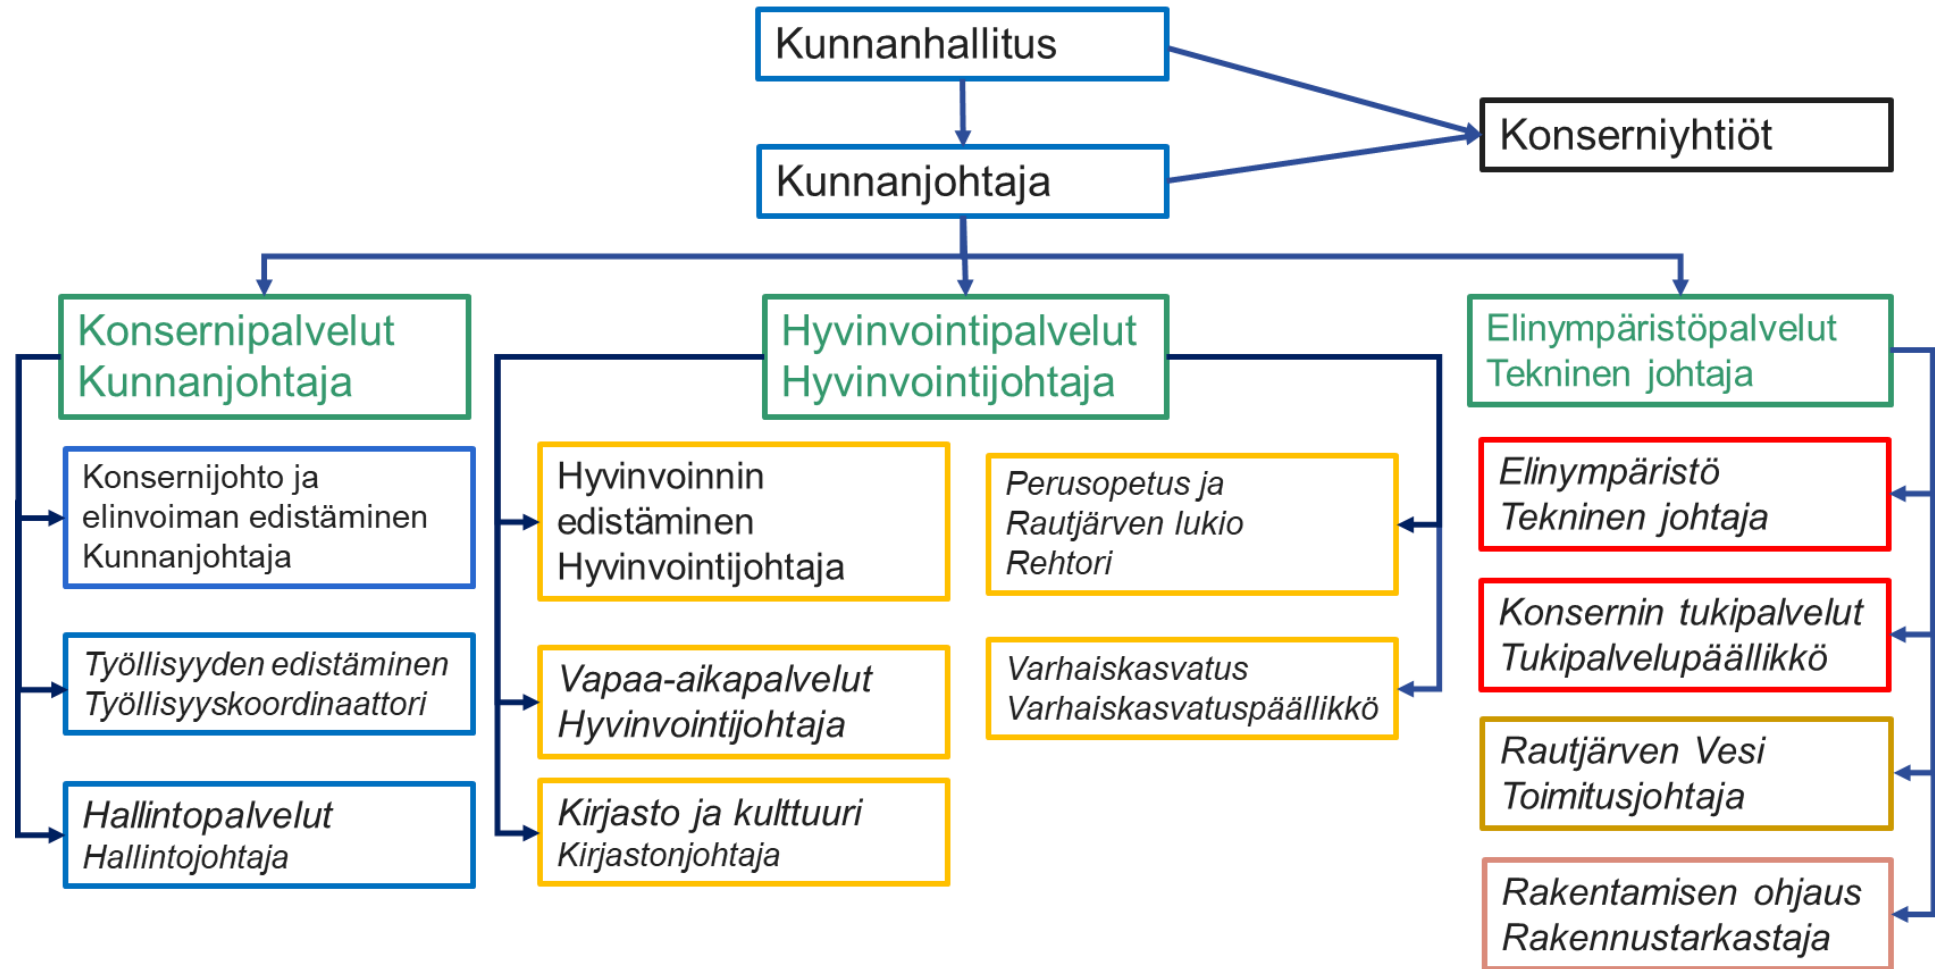 Kunnanhallitus
Konserniyhtiöt
Kunnanjohtaja
Konsernipalvelut
Kunnanjohtaja
Hyvinvointipalvelut
Hyvinvointijohtaja
Elinympäristöpalvelut
Tekninen johtaja
Konsernijohto ja
elinvoiman edistäminen
Kunnanjohtaja
Työllisyyden edistäminen
Työllisyyskoordinaattori
Hallintopalvelut
Hallintojohtaja
Hyvinvoinnin
edistäminen
Hyvinvointijohtaja
Vapaa-aikapalvelut
Hyvinvointijohtaja
Kirjasto ja kulttuuri
Kirjastonjohtaja
Perusopetus ja
Rautjärven lukio
Rehtori
Varhaiskasvatus
Varhaiskasvatuspäällikkö
Elinympäristö
Tekninen johtaja
Konsernin tukipalvelut
Tukipalvelupäällikkö
Rautjärven Vesi
Toimitusjohtaja
Rakentamisen ohjaus
Rakennustarkastaja